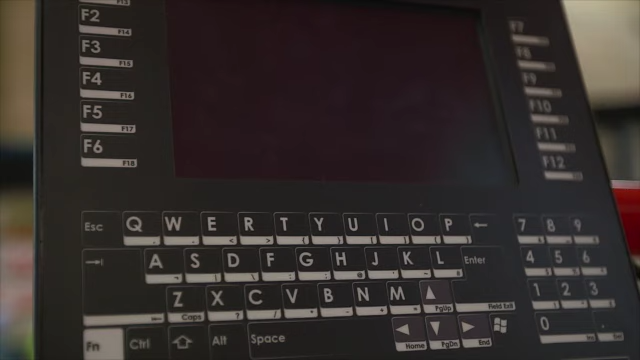 F13
F2
F14
F3
F15
F4
F16
F5
F17
F6
F18
F7
F8
F9
F10
F11
F12
Esc Q W E R T Y U I O P ← 7 8 9
A S D F G H J K L Enter 4 5 6
Z X C V B N M ▲ 1 2 3
Caps PgUp Field Exit
Fn Ctrl Alt Space ◄ ▼ ► 0
Home PgDn End